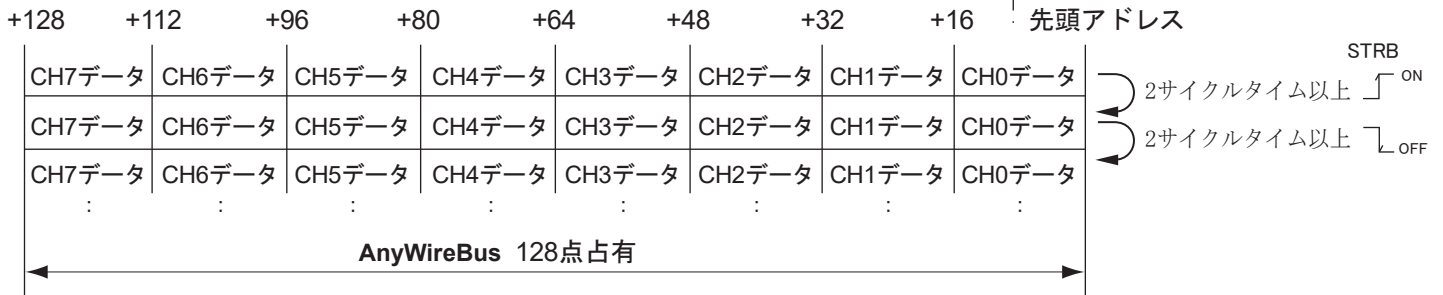 +128 +112 +96 +80 +64 +48 +32 +16 先頭アドレス
STRB
CH7データ CH6データ CH5データ CH4データ CH3データ CH2データ CH1データ CH0データ
2サイクルタイム以上 ON
CH7データ CH6データ CH5データ CH4データ CH3データ CH2データ CH1データ CH0データ
2サイクルタイム以上 OFF
CH7データ CH6データ CH5データ CH4データ CH3データ CH2データ CH1データ CH0データ
: : : : : : : :
AnyWireBus 128点占有